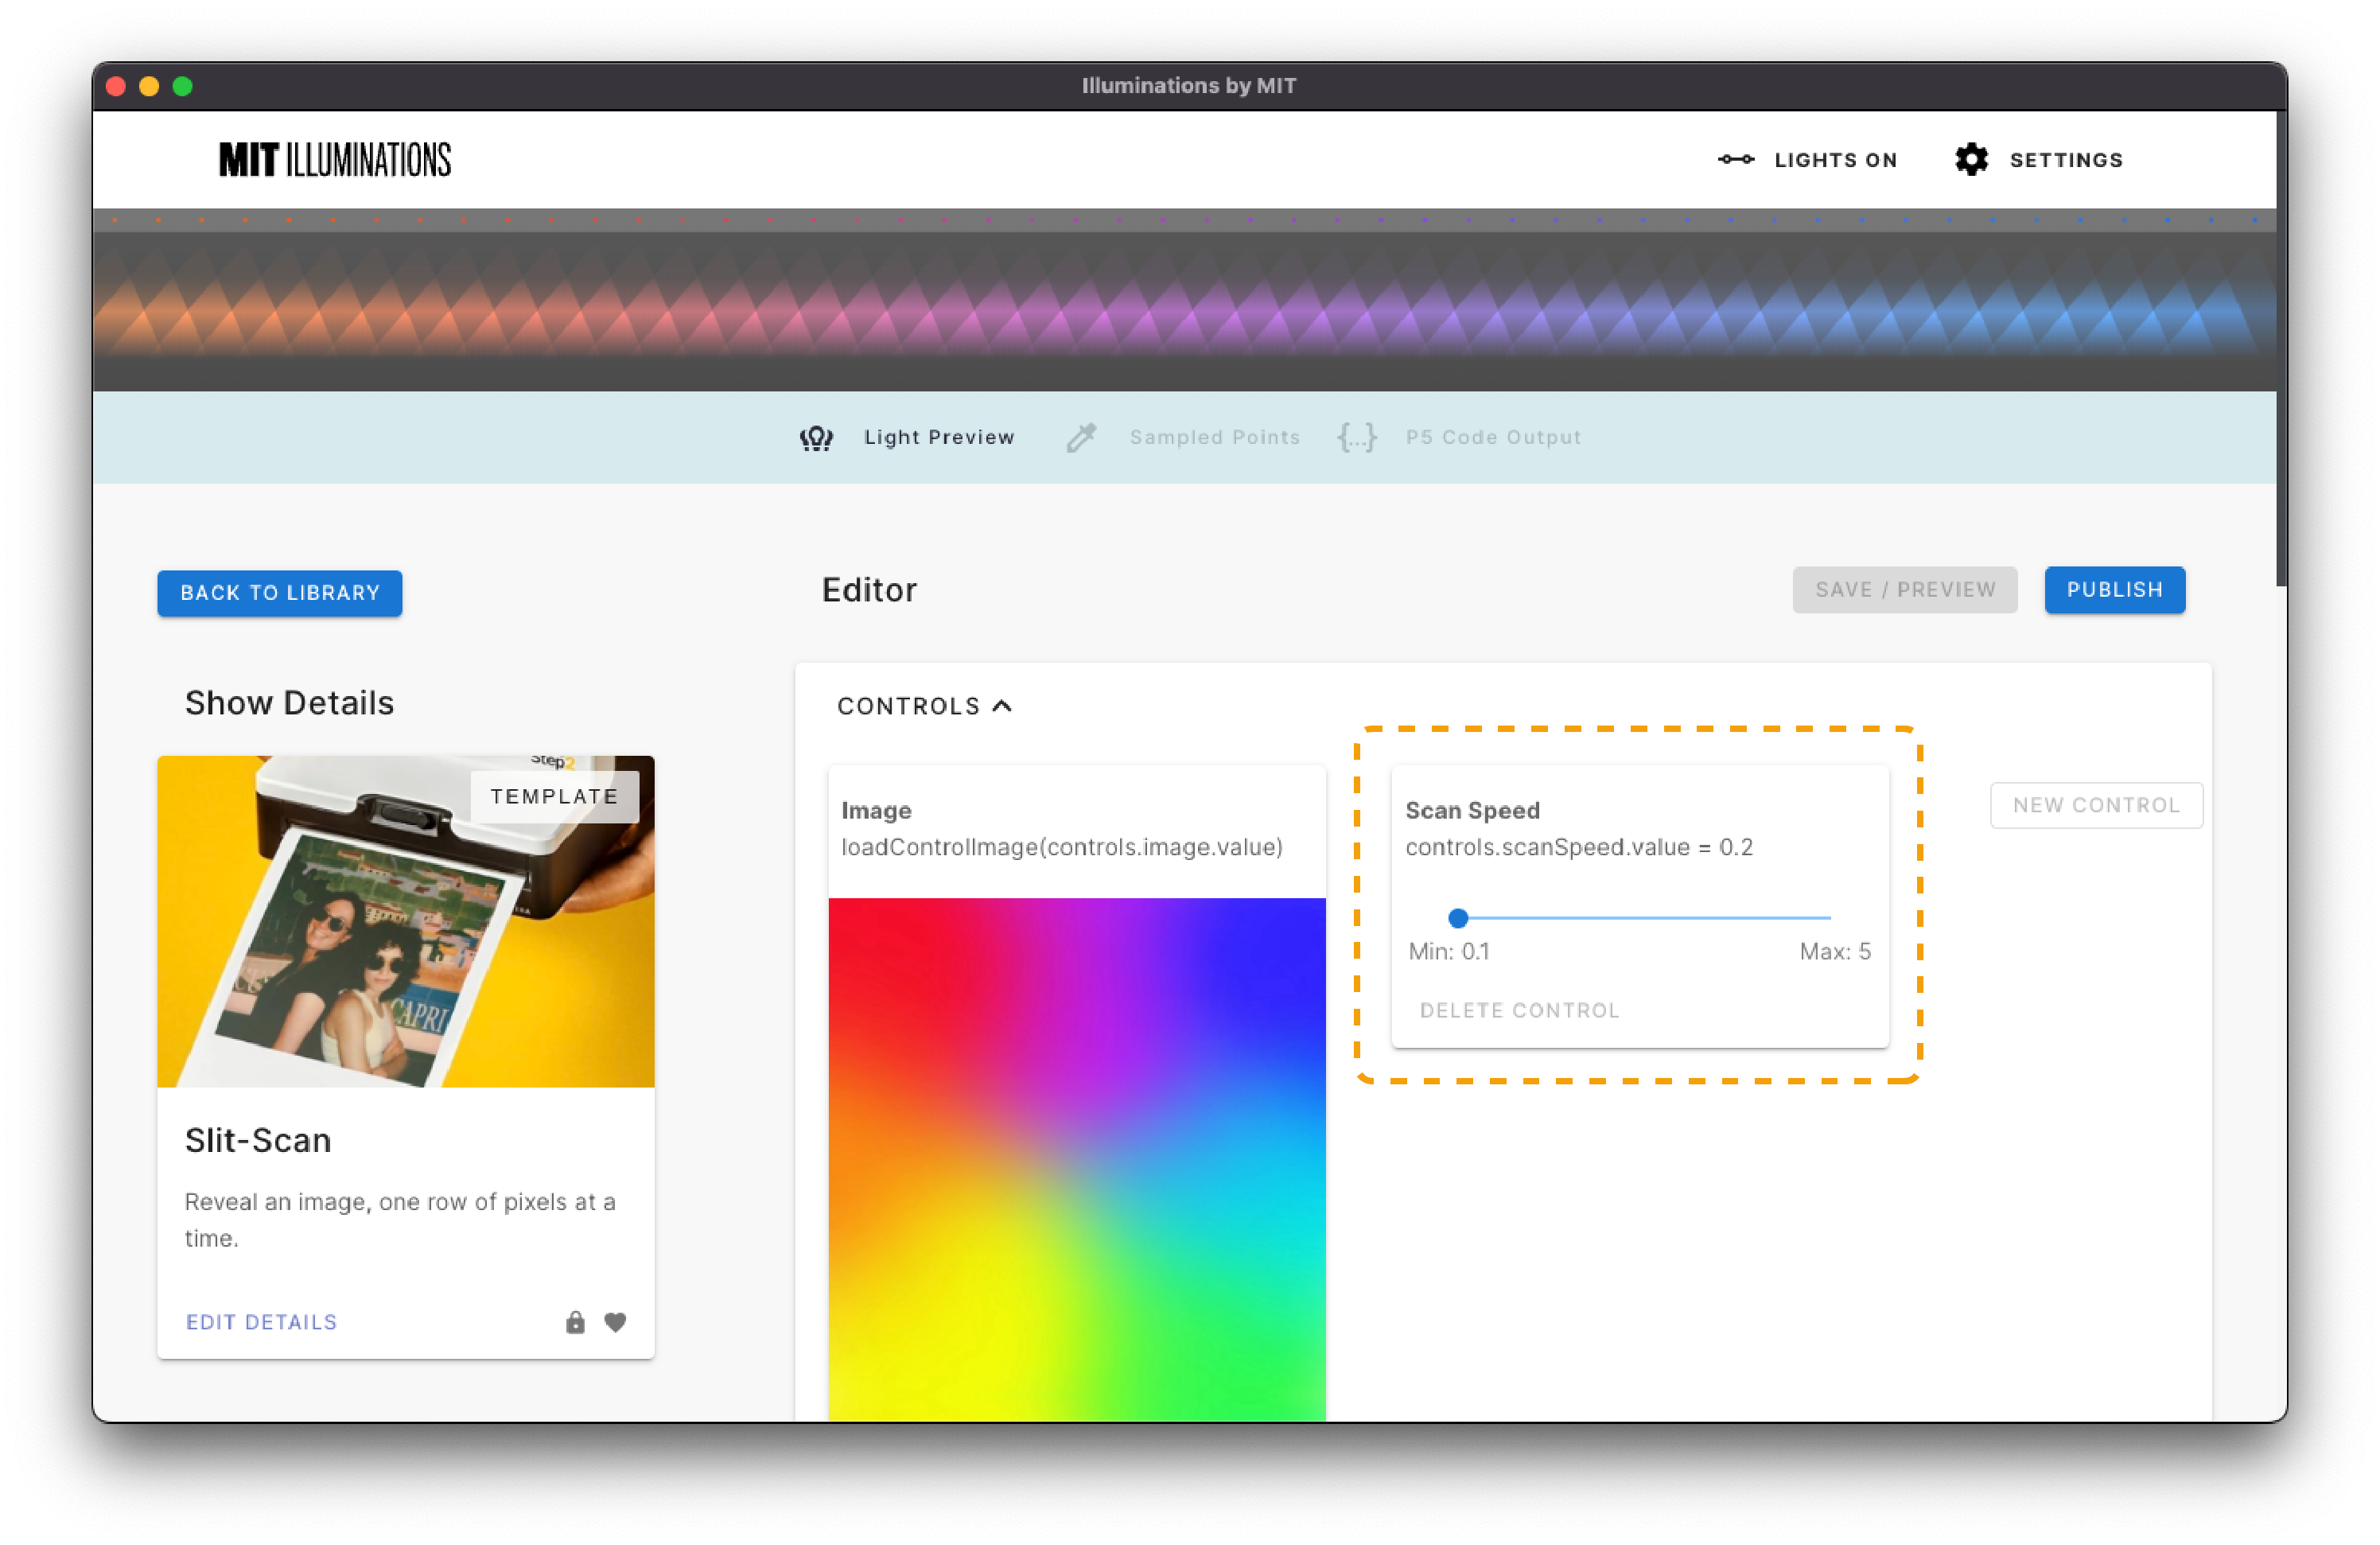 Illuminations by MIT
MIT ILLUMINATIONS
LIGHTS ON
SETTINGS
Light Preview
Sampled Points
{...}
P5 Code Output
BACK TO LIBRARY
Editor
SAVE / PREVIEW
PUBLISH
Show Details
CONTROLS
Step2
TEMPLATE
CAPRI
Slit-Scan
Reveal an image, one row of pixels at a
time.
EDIT DETAILS
Image
loadControlImage(controls.image.value)
Scan Speed
controls.scanSpeed.value = 0.2
Min: 0.1
Max: 5
DELETE CONTROL
NEW CONTROL